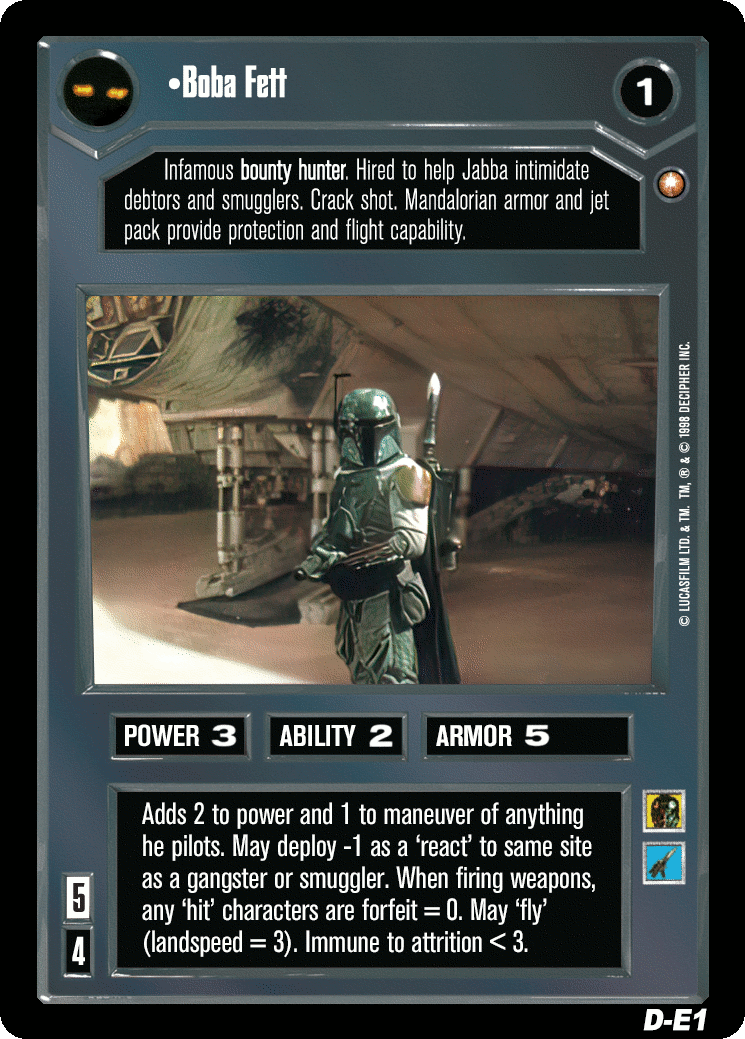 •Boba Fett
1
Infamous bounty hunter. Hired to help Jabba intimidate
debtors and smugglers. Crack shot. Mandalorian armor and jet
pack provide protection and flight capability.
© LUCASFILM LTD. & TM. TM, ® & © 1998 DECIPHER INC.
POWER 3
ABILITY 2
ARMOR 5
Adds 2 to power and 1 to maneuver of anything
he pilots. May deploy -1 as a ‘react’ to same site
as a gangster or smuggler. When firing weapons,
any ‘hit’ characters are forfeit = 0. May ‘fly’
(landspeed = 3). Immune to attrition < 3.
5
4
D-E1